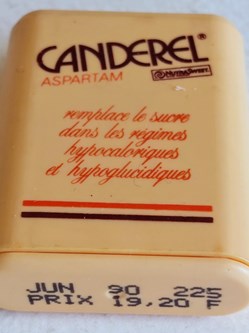 CANDEREL®
ASPARTAM
NutraSweet
remplace le sucre
dans les régimes
hypocaloriques
et hypoglucidiques
JUN 90 225
PRIX 19,20 F